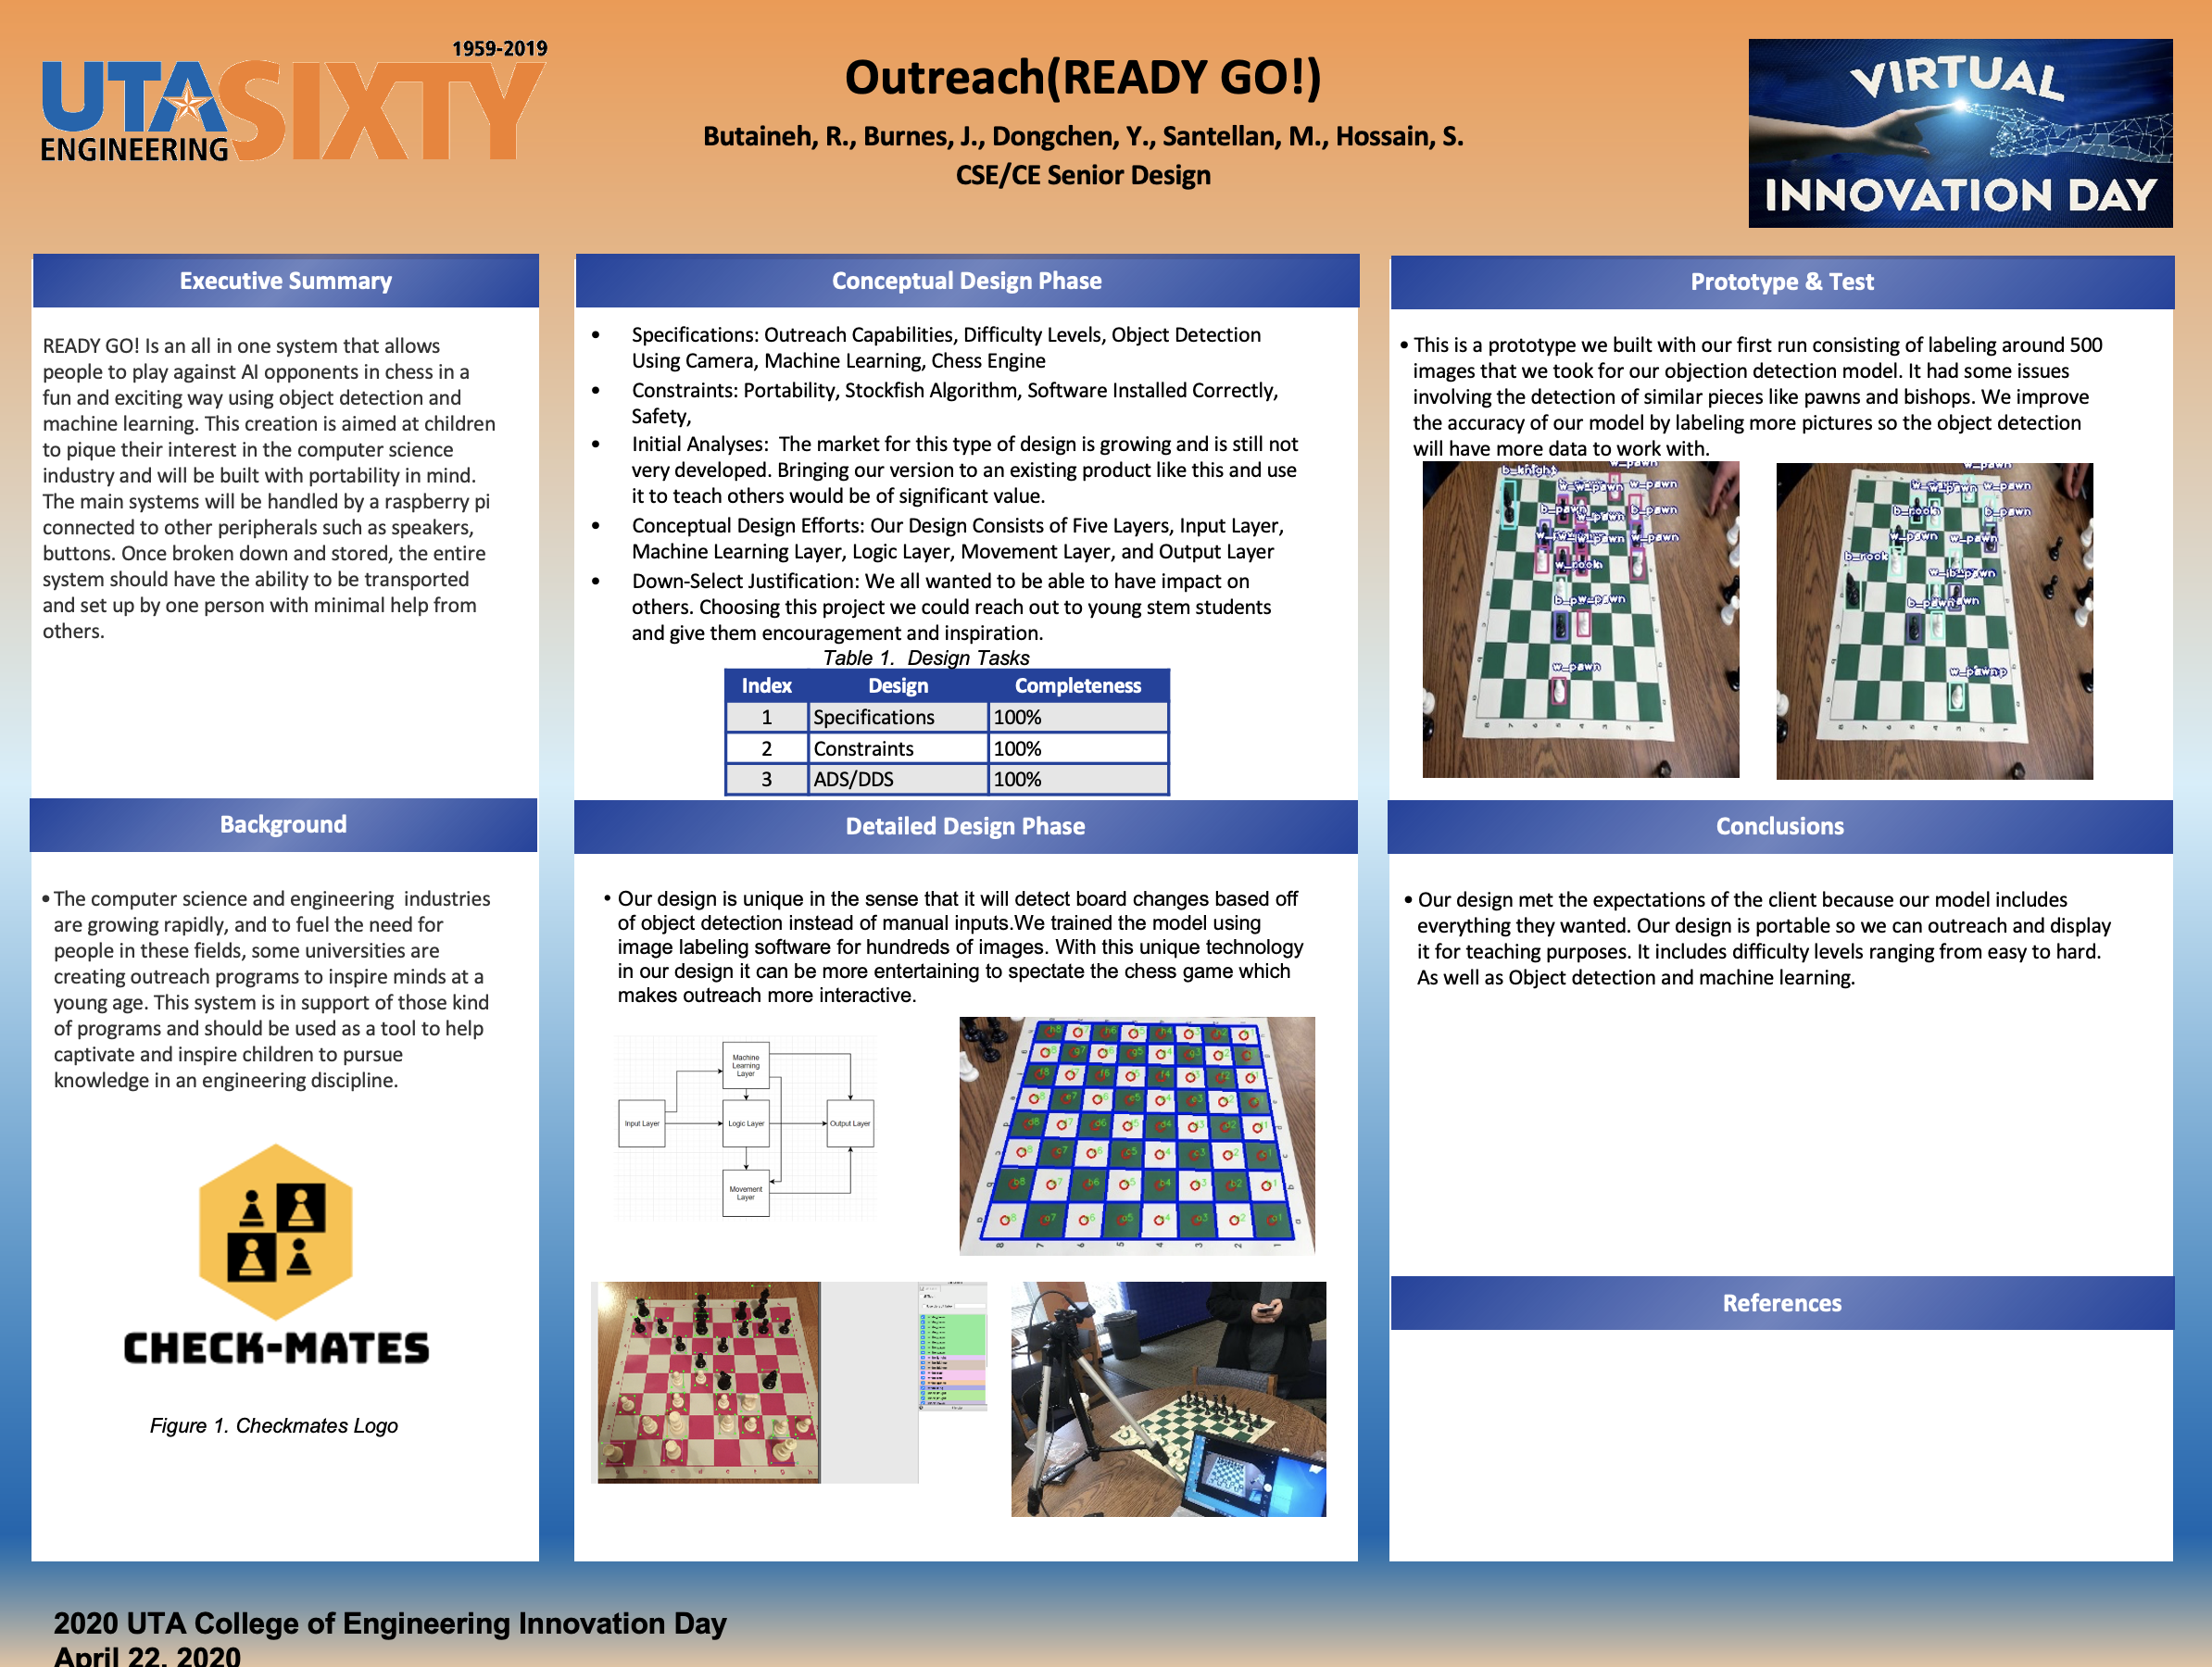 1959-2019
UTA SIXTY
ENGINEERING
Outreach(READY GO!)
Butaineh, R., Burnes, J., Dongchen, Y., Santellan, M., Hossain, S.
CSE/CE Senior Design
VIRTUAL
INNOVATION DAY
Executive Summary
READY GO! Is an all in one system that allows
people to play against AI opponents in chess in a
fun and exciting way using object detection and
machine learning. This creation is aimed at children
to pique their interest in the computer science
industry and will be built with portability in mind.
The main systems will be handled by a raspberry pi
connected to other peripherals such as speakers,
buttons. Once broken down and stored, the entire
system should have the ability to be transported
and set up by one person with minimal help from
others.
Background
• The computer science and engineering  industries
are growing rapidly, and to fuel the need for
people in these fields, some universities are
creating outreach programs to inspire minds at a
young age. This system is in support of those kind
of programs and should be used as a tool to help
captivate and inspire children to pursue
knowledge in an engineering discipline.
CHECK-MATES
Figure 1. Checkmates Logo
Conceptual Design Phase
• Specifications: Outreach Capabilities, Difficulty Levels, Object Detection
Using Camera, Machine Learning, Chess Engine
• Constraints: Portability, Stockfish Algorithm, Software Installed Correctly,
Safety,
• Initial Analyses:  The market for this type of design is growing and is still not
very developed. Bringing our version to an existing product like this and use
it to teach others would be of significant value.
• Conceptual Design Efforts: Our Design Consists of Five Layers, Input Layer,
Machine Learning Layer, Logic Layer, Movement Layer, and Output Layer
• Down-Select Justification: We all wanted to be able to have impact on
others. Choosing this project we could reach out to young stem students
and give them encouragement and inspiration.
Table 1.  Design Tasks
Index Design Completeness
1 Specifications 100%
2 Constraints 100%
3 ADS/DDS 100%
Detailed Design Phase
• Our design is unique in the sense that it will detect board changes based off
of object detection instead of manual inputs.We trained the model using
image labeling software for hundreds of images. With this unique technology
in our design it can be more entertaining to spectate the chess game which
makes outreach more interactive.
Machine
Learning
Layer
Input Layer
Logic Layer
Output Layer
Movement
Layer
Prototype & Test
• This is a prototype we built with our first run consisting of labeling around 500
images that we took for our objection detection model. It had some issues
involving the detection of similar pieces like pawns and bishops. We improve
the accuracy of our model by labeling more pictures so the object detection
will have more data to work with.
b_knight
w_pawn
w_pawn
b_pawn
w_pawn
w_rook
w_pawn
w_pawn
b_rook
b_pawn
w_pawn
b_rook
Conclusions
• Our design met the expectations of the client because our model includes
everything they wanted. Our design is portable so we can outreach and display
it for teaching purposes. It includes difficulty levels ranging from easy to hard.
As well as Object detection and machine learning.
References
2020 UTA College of Engineering Innovation Day
April 22, 2020